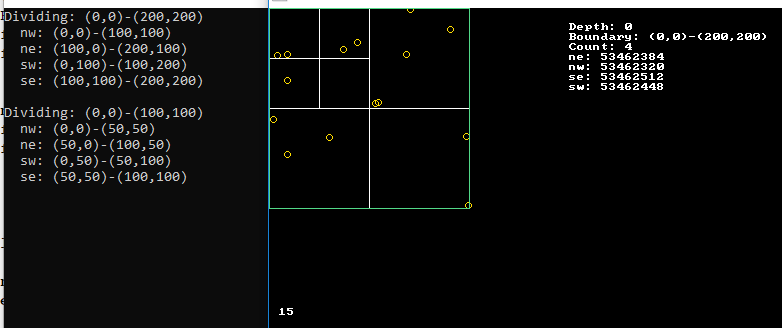 Dividing: (0,0)-(200,200)
nw: (0,0)-(100,100)
ne: (100,0)-(200,100)
sw: (0,100)-(100,200)
se: (100,100)-(200,200)
Dividing: (0,0)-(100,100)
nw: (0,0)-(50,50)
ne: (50,0)-(100,50)
sw: (0,50)-(50,100)
se: (50,50)-(100,100)
Depth: 0
Boundary: (0,0)-(200,200)
Count: 4
ne: 53462384
nw: 53462320
se: 53462512
sw: 53462448
15